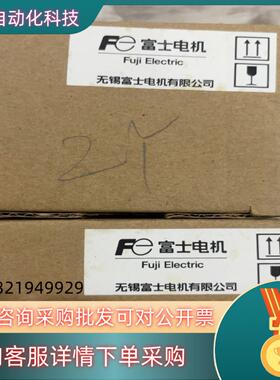 自动化科技
Fe 富士电机
Fuji Electric
无锡富士电机有限公司
Fe 富士电机
Fuji Electric
无锡富士电机有限公司
821949929
咨询采购批发可对公开票
客服详情下单采购